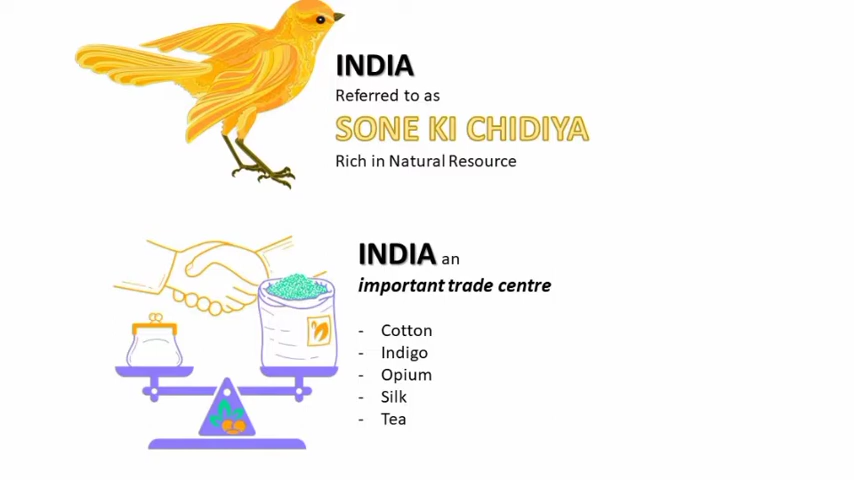 INDIA
Referred to as
SONE KI CHIDIYA
Rich in Natural Resource
INDIA an
important trade centre
- Cotton
- Indigo
- Opium
- Silk
- Tea